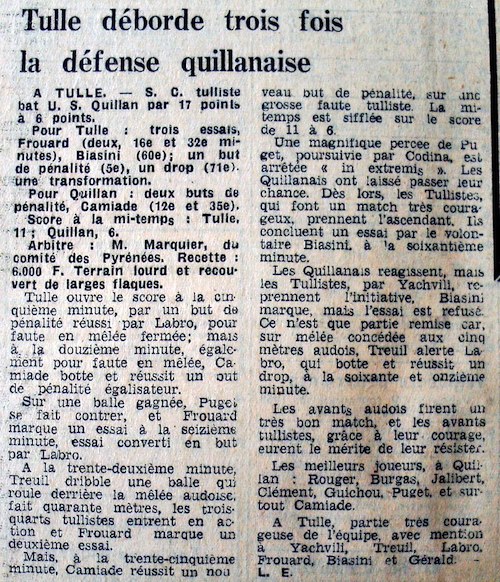 Tulle déborde trois fois
la défense quillanaise
A TULLE. — S. C. tulliste
bat U. S. Quillan par 17 points
à 6 points.
Pour Tulle : trois essais,
Frouard (deux, 16e et 32e mi-
nutes), Biasini (60e); un but
de pénalité (5e), un drop (71e).
une transformation.
Pour Quillan : deux buts de
pénalité, Camiade (12e et 35e).
Score à la mi-temps : Tulle,
11 ; Quillan, 6.
Arbitre : M. Marquier, du
comité des Pyrénées. Recette :
6.000 F. Terrain lourd et recou-
vert de larges flaques.
Tulle ouvre le score à la cin-
quième minute, par un but de
pénalité réussi par Labro, pour
faute en mêlée fermée; mais
à la douzième minute, égale-
ment pour faute en mêlée, Ca-
miade botte et réussit un but
de pénalité égalisateur.
Sur une balle gagnée, Puget
se fait contrer, et Frouard
marque un essai à la seizième
minute, essai converti en but
par Labro.
A la trente-deuxième minute,
Treuil dribble une balle qui
roule derrière la mêlée audoise,
fait quarante mètres, les trois-
quarts tullistes entrent en ac-
tion et Frouard marque un
deuxième essai.
Mais, à la trente-cinquième
minute, Camiade réussit un nou
veau but de pénalité, sur une
grosse faute tulliste. La mi-
temps est sifflée sur le score
de 11 à 6.
Une magnifique percée de Pu
get, poursuivie par Codina, est
arrêtée « in extremis ». Les
Quillanais ont laissé passer leur
chance. Dès lors, les Tullistes,
qui font un match très coura-
geux, prennent l'ascendant. Ils
concluent un essai par le volon-
taire Biasini, à la soixantième
minute.
Les Quillanais reagissent, mais
les Tullistes, par Yachvili, re-
prennent l'initiative, Biasini
marque, mais l'essai est refusé.
Ce n'est que partie remise car,
sur mêlée concédée aux cinq
mètres audois, Treuil alerte La-
bro, qui botte et réussit un
drop, à la soixante et onzième
minute.
Les avants audois firent un
très bon match, et les avants
tullistes, grâce à leur courage,
eurent le mérite de leur résister.
Les meilleurs joueurs, à Quil-
lan : Rouger, Burgas, Jalibert,
Clément, Guichou, Puget, et sur-
tout Camiade.
A Tulle, partie très coura-
geuse de l'équipe, avec mention
à Yachvili, Treuil, Labro,
Frouard, Biasini et Gérald.
L. E.